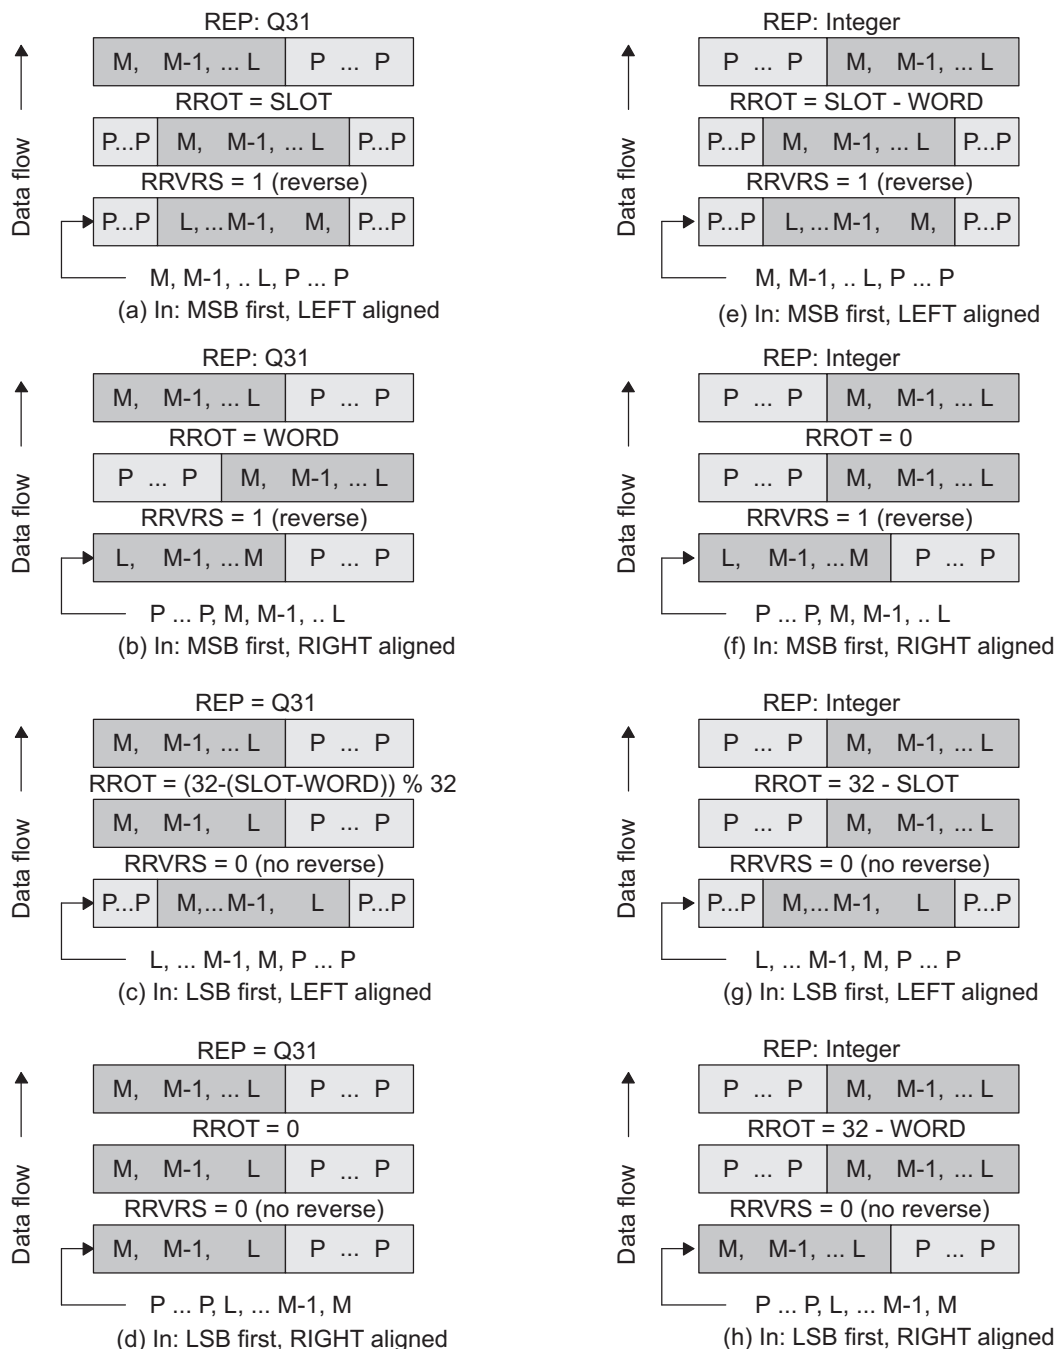 REP: Q31
M, M-1, ... L P ... P
RROT = SLOT
P...P M, M-1, ... L P...P
RRVRS = 1 (reverse)
P...P L, ... M-1, M, P...P
M, M-1, .. L, P ... P
(a) In: MSB first, LEFT aligned
Data flow
REP: Integer
P ... P M, M-1, ... L
RROT = SLOT - WORD
P...P M, M-1, ... L P...P
RRVRS = 1 (reverse)
P...P L, ... M-1, M, P...P
M, M-1, .. L, P ... P
(e) In: MSB first, LEFT aligned
Data flow
REP: Q31
M, M-1, ... L P ... P
RROT = WORD
P ... P M, M-1, ... L
RRVRS = 1 (reverse)
L, M-1, ... M P ... P
P ... P, M, M-1, .. L
(b) In: MSB first, RIGHT aligned
Data flow
REP: Integer
P ... P M, M-1, ... L
RROT = 0
P ... P M, M-1, ... L
RRVRS = 1 (reverse)
L, M-1, ... M P ... P
P ... P, M, M-1, .. L
(f) In: MSB first, RIGHT aligned
Data flow
REP = Q31
M, M-1, ... L P ... P
RROT = (32-(SLOT-WORD)) % 32
M, M-1, L P ... P
RRVRS = 0 (no reverse)
P...P M,... M-1, L P...P
L, ... M-1, M, P ... P
(c) In: LSB first, LEFT aligned
Data flow
REP: Integer
P ... P M, M-1, ... L
RROT = 32 - SLOT
P ... P M, M-1, ... L
RRVRS = 0 (no reverse)
P...P M,... M-1, L P...P
L, ... M-1, M, P ... P
(g) In: LSB first, LEFT aligned
Data flow
REP = Q31
M, M-1, ... L P ... P
RROT = 0
M, M-1, L P ... P
RRVRS = 0 (no reverse)
M, M-1, L P ... P
P ... P, L, ... M-1, M
(d) In: LSB first, RIGHT aligned
Data flow
REP: Integer
P ... P M, M-1, ... L
RROT = 32 - WORD
P ... P M, M-1, ... L
RRVRS = 0 (no reverse)
M, M-1, ... L P ... P
P ... P, L, ... M-1, M
(h) In: LSB first, RIGHT aligned
Data flow